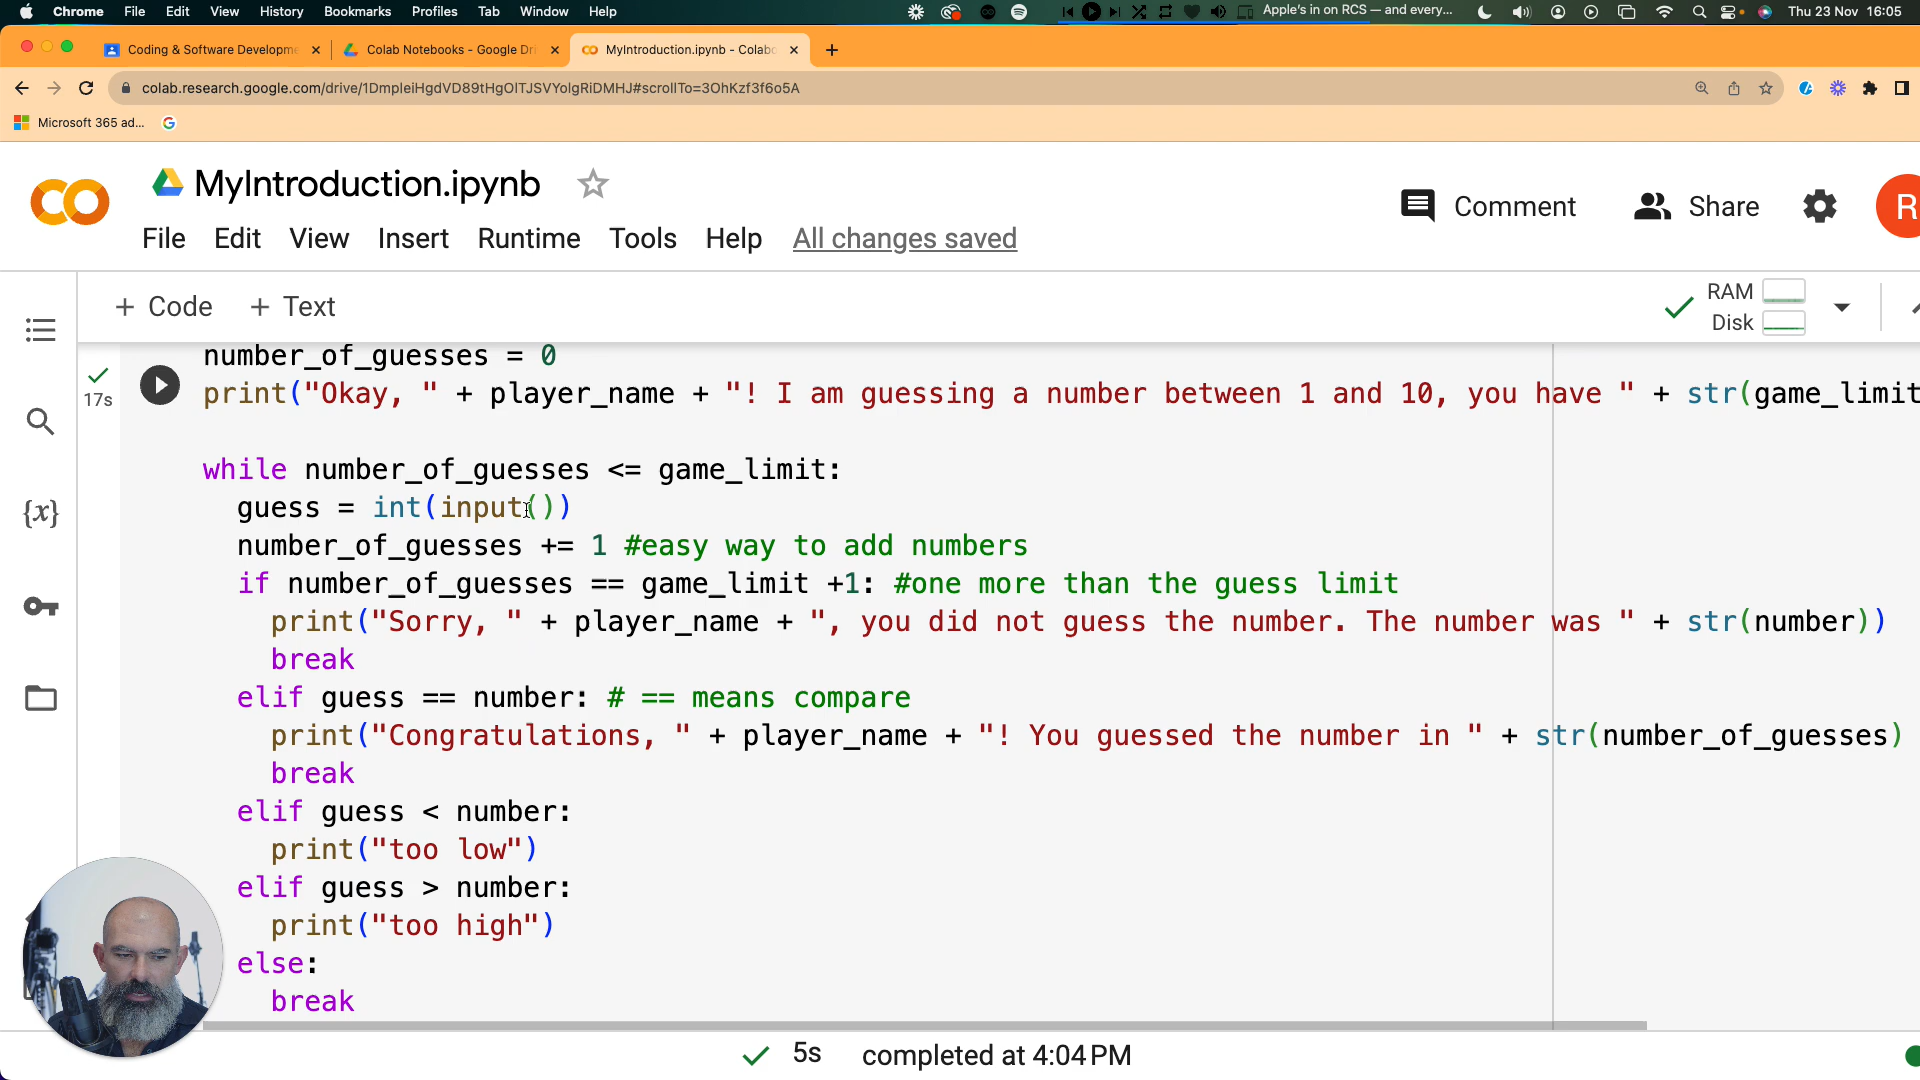 Chrome File Edit View History Bookmarks Profiles Tab Window Help Apple's in on RCS — and every... Thu 23 Nov 16:05
Coding & Software Developme Colab Notebooks - Google Dri MyIntroduction.ipynb - Colabo
colab.research.google.com/drive/1DmpleiHgdVD89tHgOlTJSVYolgRiDMHJ#scrollTo=3OhKzf3f6o5A
Microsoft 365 ad...
MyIntroduction.ipynb
Comment Share R
File Edit View Insert Runtime Tools Help All changes saved
+ Code + Text
RAM
Disk
17s
number_of_guesses = 0
print("Okay, " + player_name + "! I am guessing a number between 1 and 10, you have " + str(game_limit
while number_of_guesses <= game_limit:
guess = int(input())
number_of_guesses += 1 #easy way to add numbers
if number_of_guesses == game_limit +1: #one more than the guess limit
print("Sorry, " + player_name + ", you did not guess the number. The number was " + str(number))
break
elif guess == number: # == means compare
print("Congratulations, " + player_name + "! You guessed the number in " + str(number_of_guesses)
break
elif guess < number:
print("too low")
elif guess > number:
print("too high")
else:
break
5s completed at 4:04 PM